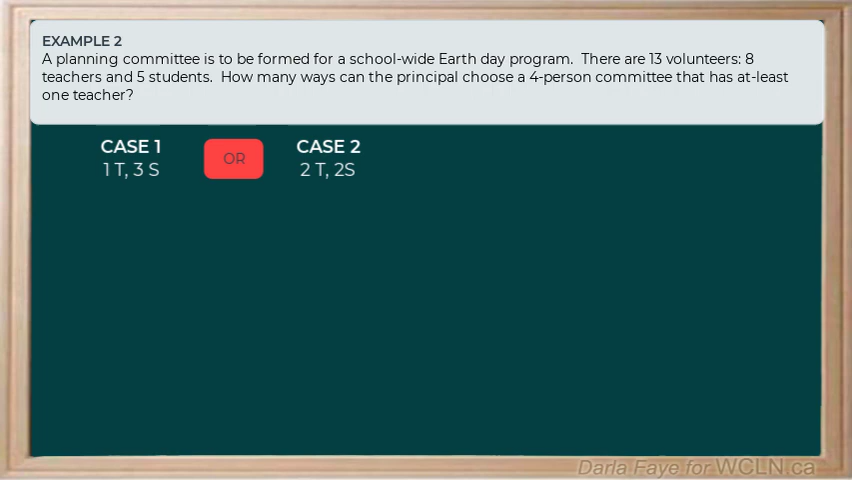 EXAMPLE 2
A planning committee is to be formed for a school-wide Earth day program. There are 13 volunteers: 8
teachers and 5 students. How many ways can the principal choose a 4-person committee that has at-least
one teacher?
CASE 1 OR CASE 2
1 T, 3 S 2 T, 2S
Darla Faye for WCLN.ca